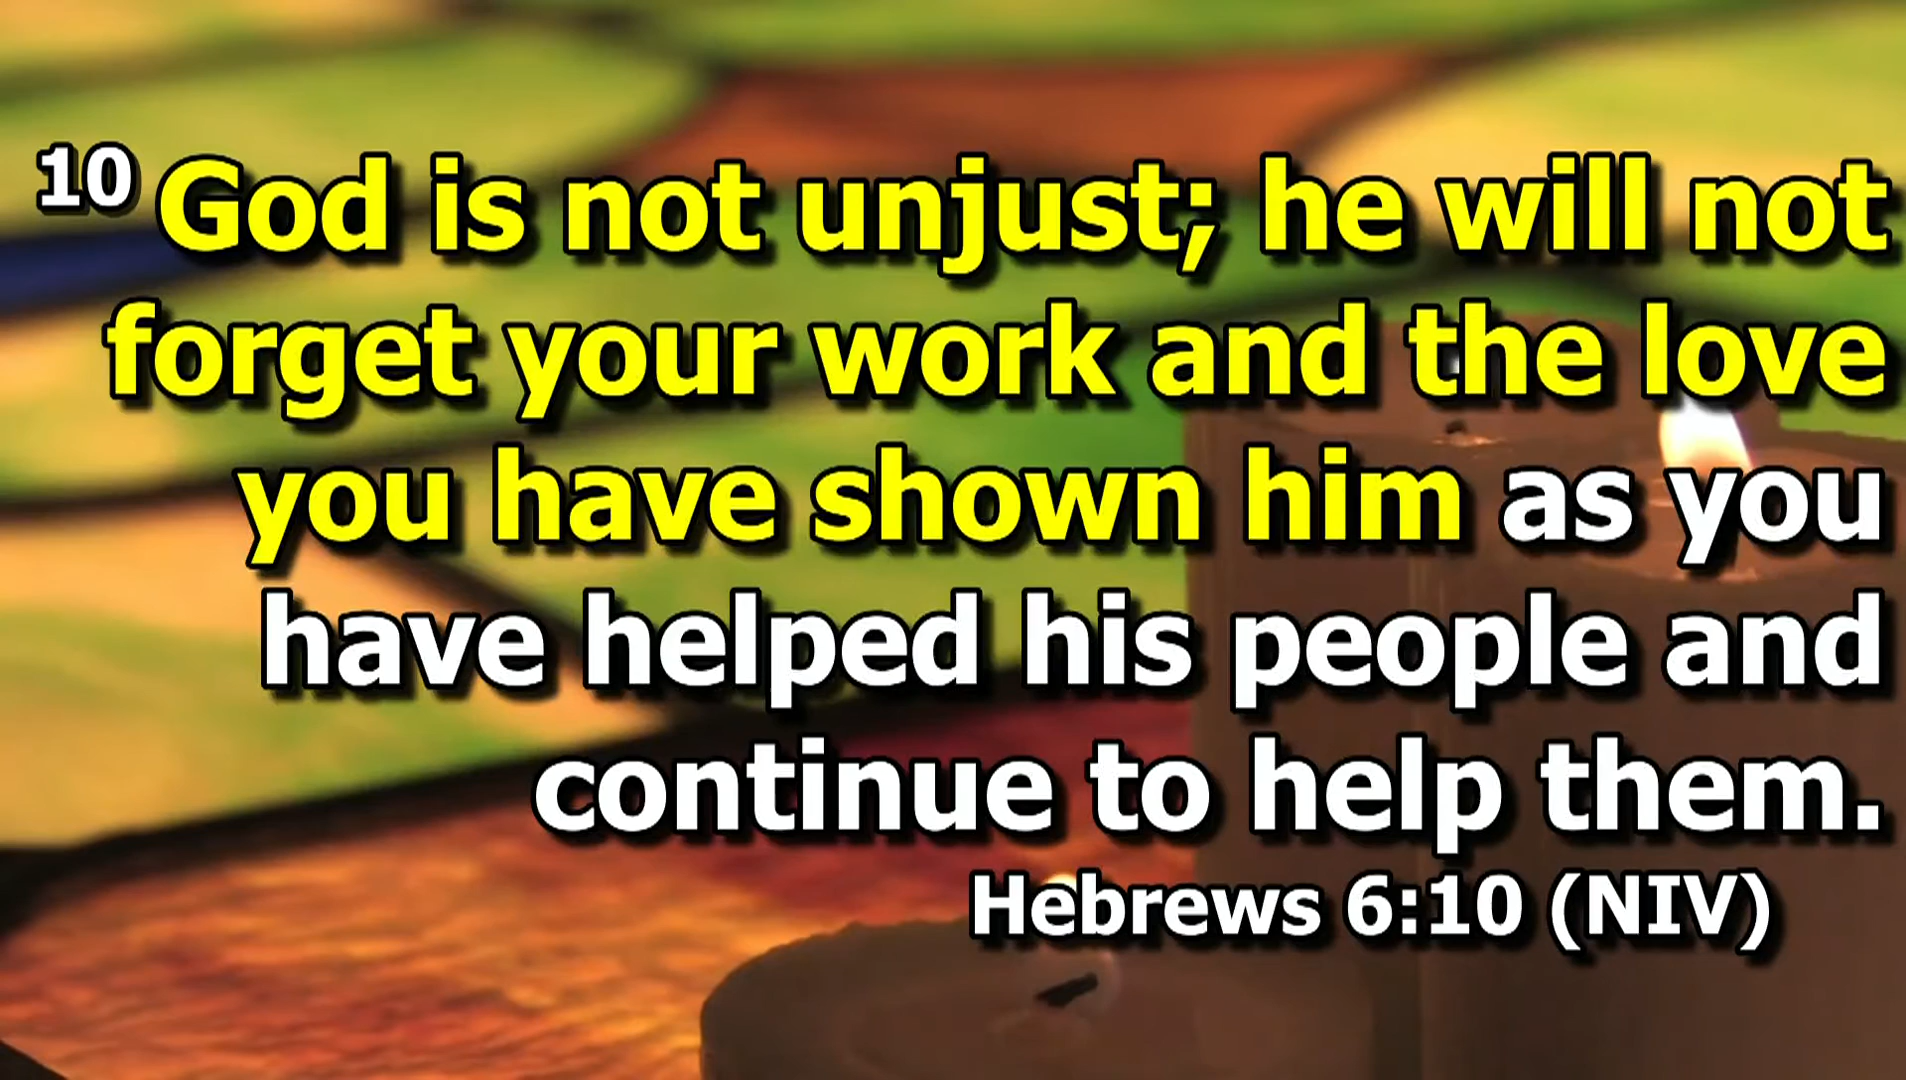 10 God is not unjust; he will not
forget your work and the love
you have shown him as you
have helped his people and
continue to help them.
Hebrews 6:10 (NIV)